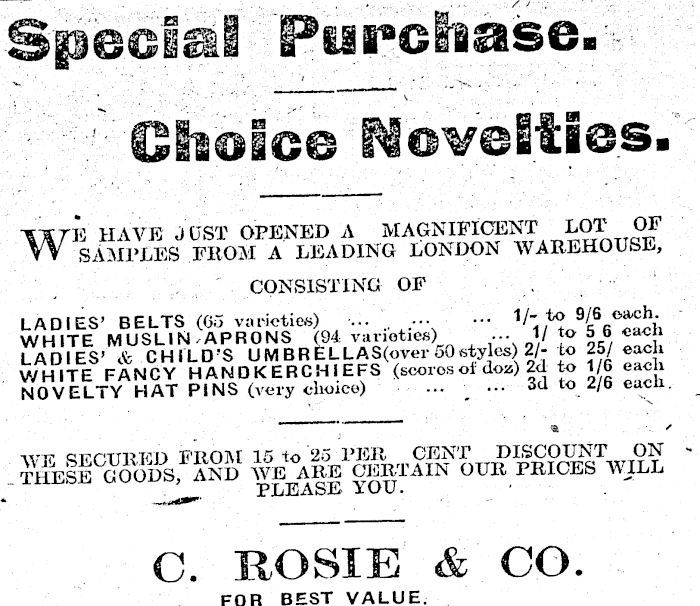 Special Purchase.
Choice Novelties.
WE HAVE JUST OPENED A MAGNIFICENT LOT OF
SAMPLES FROM A LEADING LONDON WAREHOUSE,
CONSISTING OF
LADIES' BELTS (65 varieties) ... ... ... 1/- to 9/6 each.
WHITE MUSLIN APRONS (94 varieties) ... 1/ to 5 6 each
LADIES' & CHILD'S UMBRELLAS (over 50 styles) 2/- to 25/ each
WHITE FANCY HANDKERCHIEFS (scores of doz) 2d to 1/6 each
NOVELTY HAT PINS (very choice) ... ... 3d to 2/6 each.
WE SECURED FROM 15 to 25 PER CENT DISCOUNT ON
THESE GOODS, AND WE ARE CERTAIN OUR PRICES WILL
PLEASE YOU.
C. ROSIE & CO.
FOR BEST VALUE.